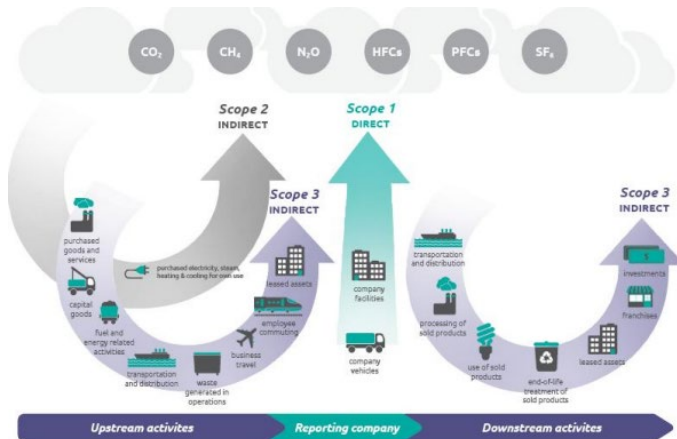 CO₂
CH₄
N₂O
HFCs
PFCs
SF₆
Scope 2
INDIRECT
Scope 1
DIRECT
Scope 3
INDIRECT
Scope 3
INDIRECT
purchased
goods and
services
capital
goods
fuel and
energy related
activities
transportation
and distribution
waste
generated in
operations
business
travel
employee
commuting
leased assets
purchased electricity, steam,
heating & cooling for own use
company
facilities
company
vehicles
transportation
and distribution
processing of
sold products
use of sold
products
end-of-life
treatment of
sold products
leased assets
franchises
investments
Upstream activites
Reporting company
Downstream activites